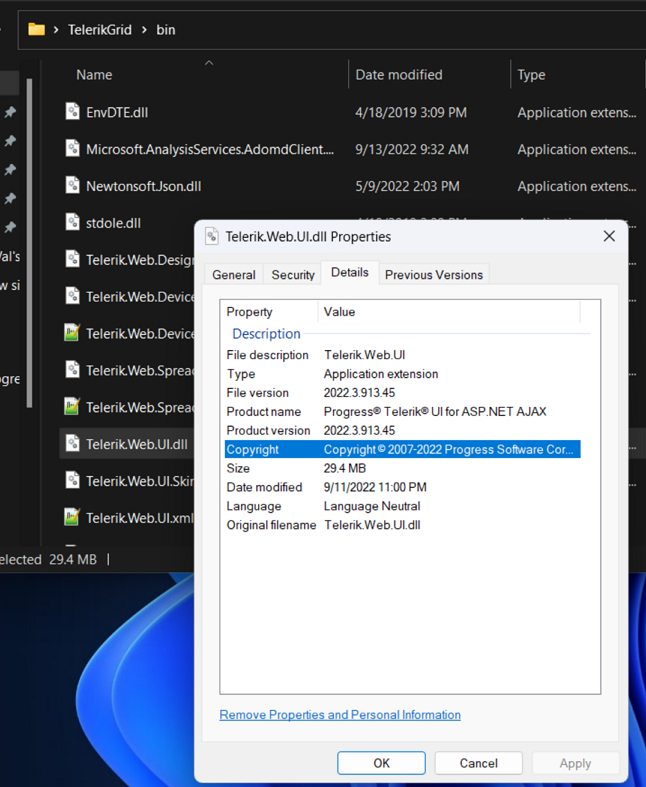 TelerikGrid > bin
Name Date modified Type
EnvDTE.dll 4/18/2019 3:09 PM Application extens...
Microsoft.AnalysisServices.AdomdClient.... 9/13/2022 9:32 AM Application extens...
Newtonsoft.Json.dll 5/9/2022 2:03 PM Application extens...
stdole.dll
Telerik.Web.Design
Telerik.Web.Device
Telerik.Web.Device
Telerik.Web.Spread
Telerik.Web.Spread
Telerik.Web.UI.dll
Telerik.Web.UI.Skin
Telerik.Web.UI.xml
elected 29.4 MB
Val's
w si
ogre
Telerik.Web.UI.dll Properties
General Security Details Previous Versions
Property Value
Description
File description Telerik.Web.UI
Type Application extension
File version 2022.3.913.45
Product name Progress® Telerik® UI for ASP.NET AJAX
Product version 2022.3.913.45
Copyright Copyright © 2007-2022 Progress Software Cor...
Size 29.4 MB
Date modified 9/11/2022 11:00 PM
Language Language Neutral
Original filename Telerik.Web.UI.dll
Remove Properties and Personal Information
OK Cancel Apply